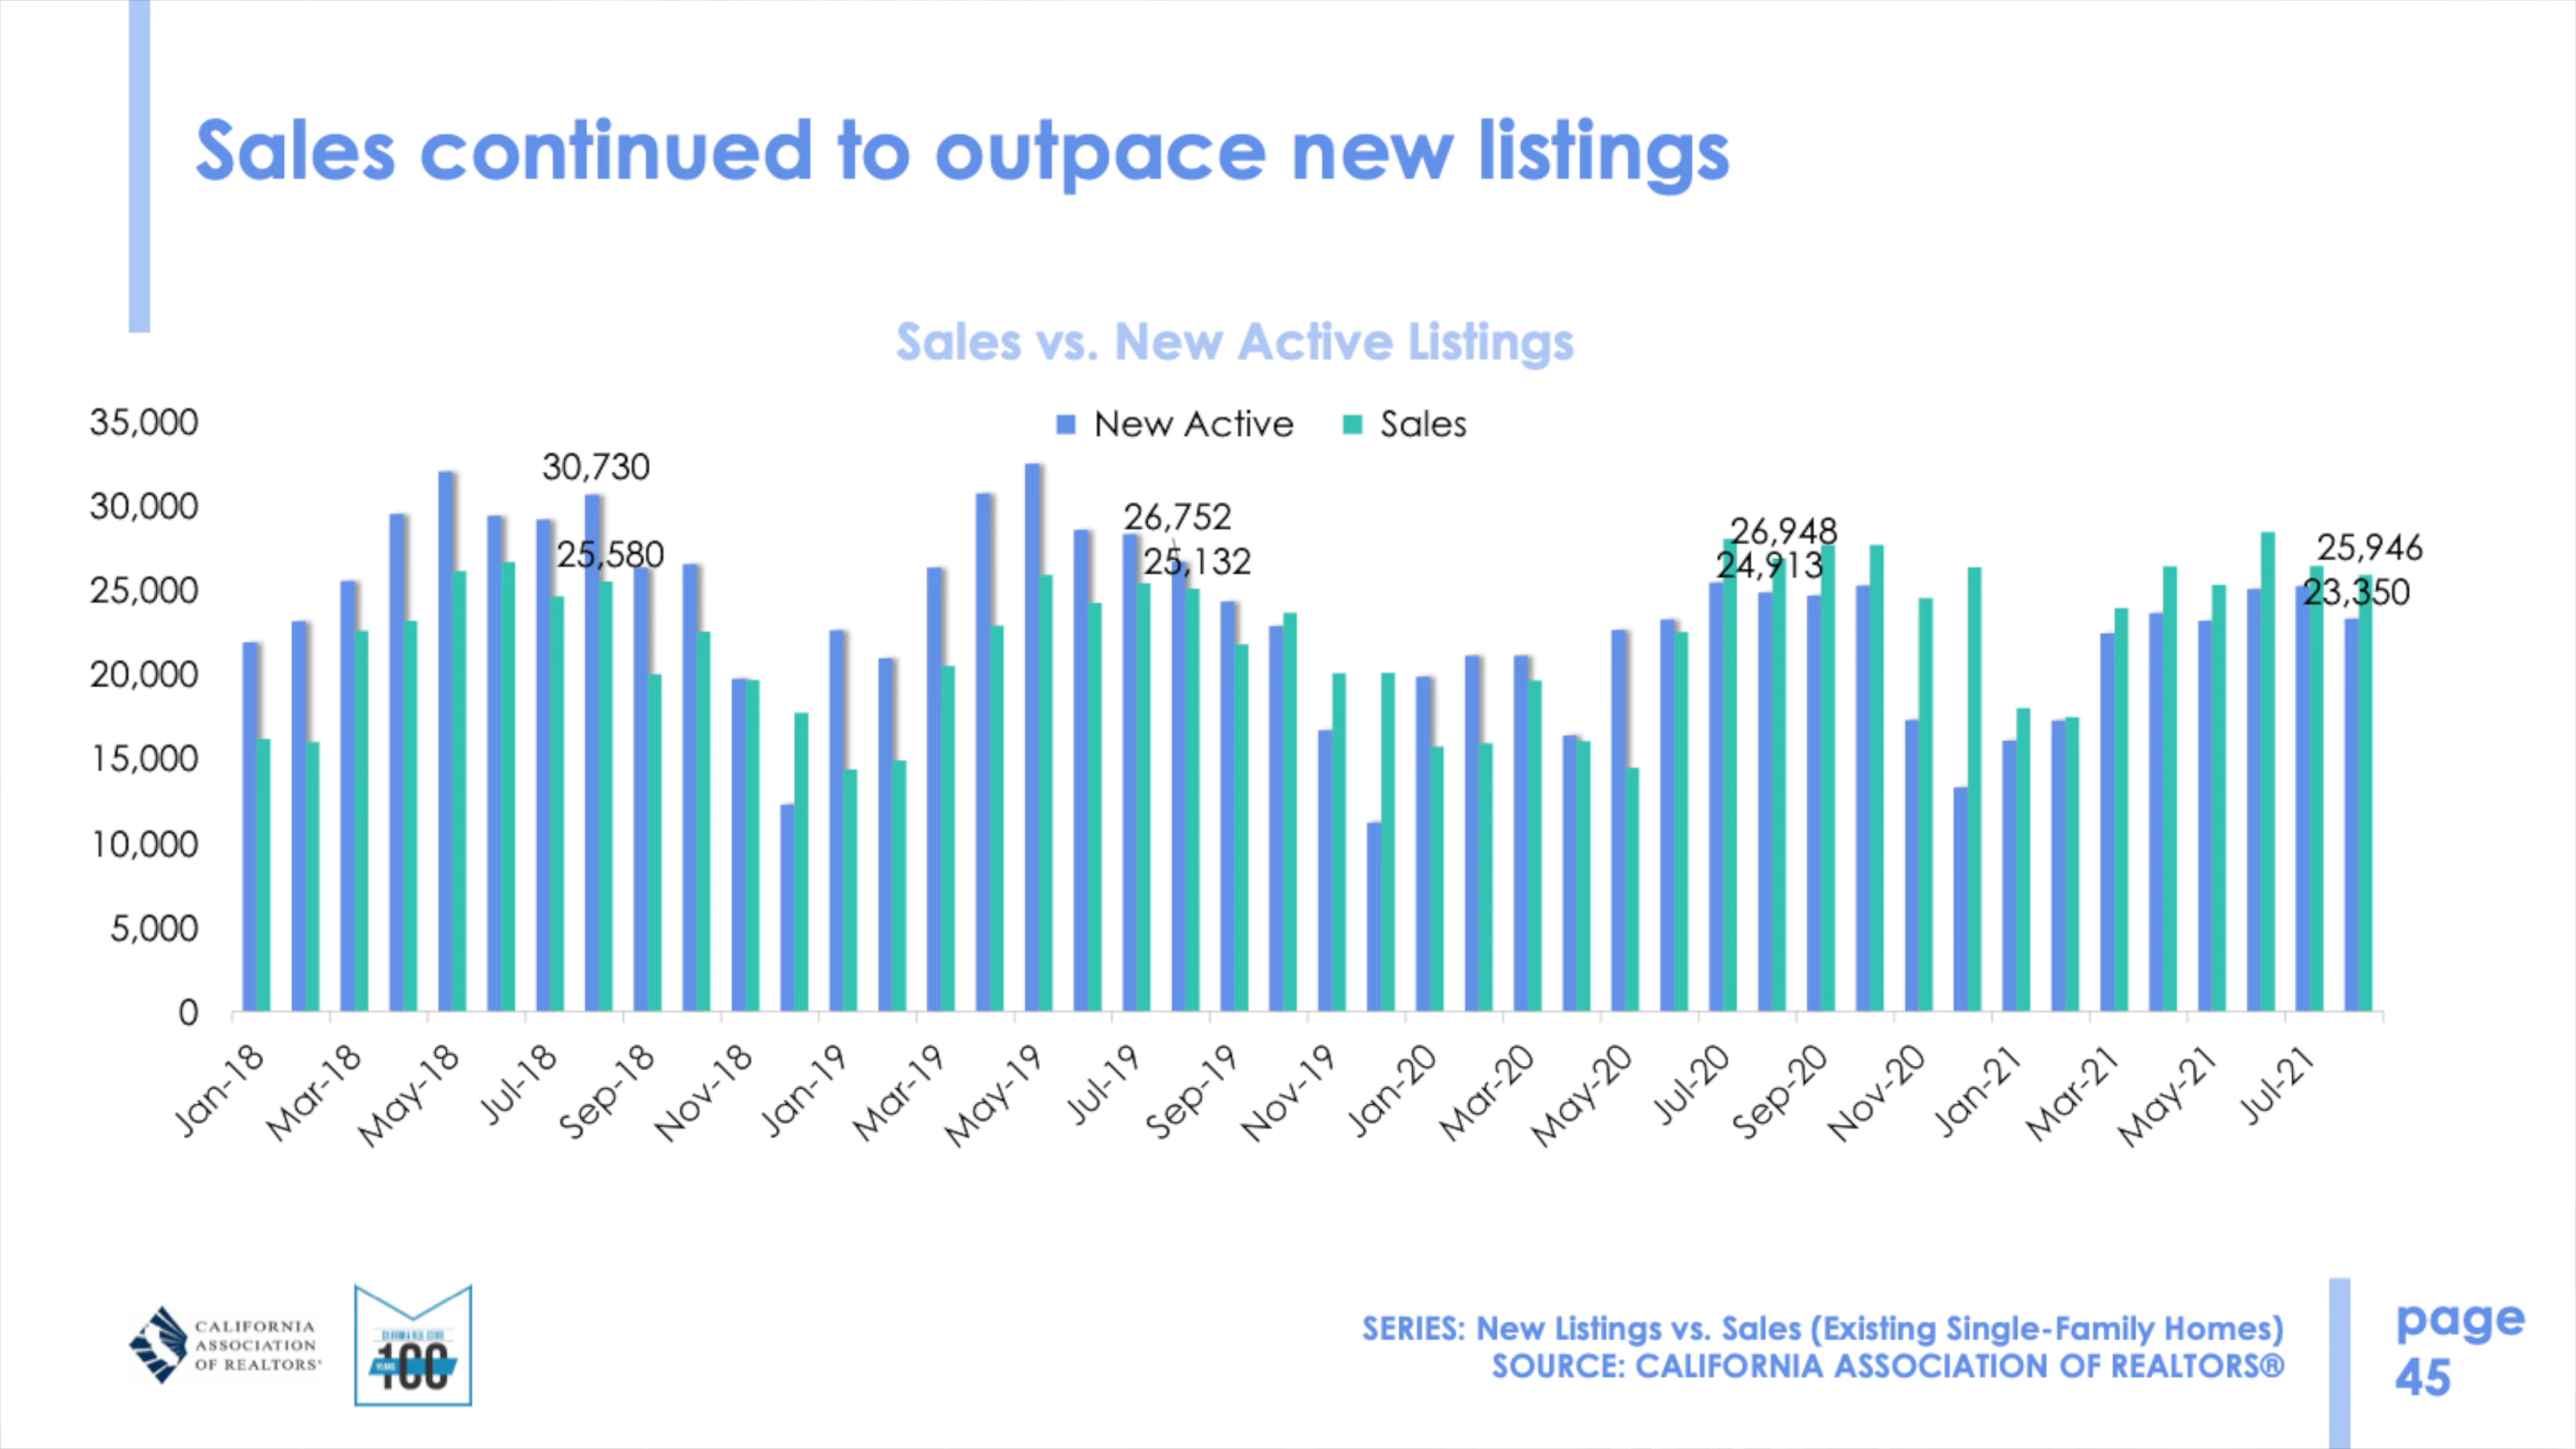 Sales continued to outpace new listings
Sales vs. New Active Listings
New Active
Sales
35,000
30,000
25,000
20,000
15,000
10,000
5,000
0
30,730
25,580
26,752
25,132
26,948
24,913
25,946
23,350
Jan-18
Mar-18
May-18
Jul-18
Sep-18
Nov-18
Jan-19
Mar-19
May-19
Jul-19
Sep-19
Nov-19
Jan-20
Mar-20
May-20
Jul-20
Sep-20
Nov-20
Jan-21
Mar-21
May-21
Jul-21
CALIFORNIA
ASSOCIATION
OF REALTORS®
CALIFORNIA REAL ESTATE
YEARS
100
SERIES: New Listings vs. Sales (Existing Single-Family Homes)
SOURCE: CALIFORNIA ASSOCIATION OF REALTORS®
page
45